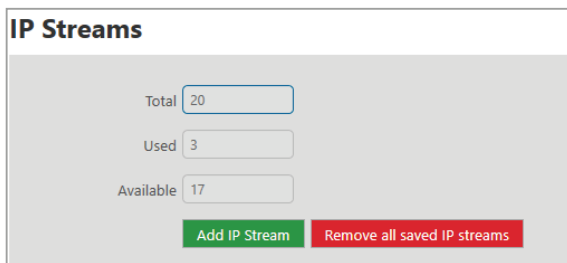 IP Streams
Total 20
Used 3
Available 17
Add IP Stream Remove all saved IP streams